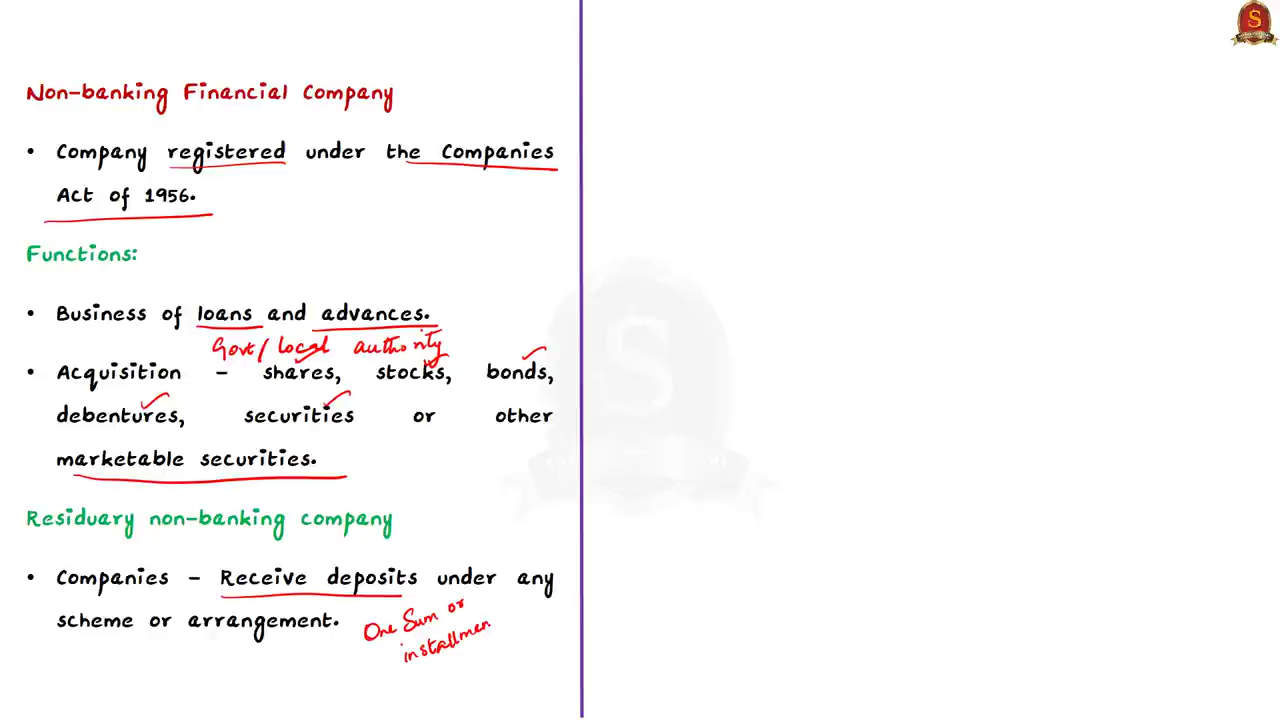 Non-banking Financial Company
• Company registered under the Companies
Act of 1956.
Functions:
• Business of loans and advances.
Govt/local authority
• Acquisition - shares, stocks, bonds,
debentures, securities or other
marketable securities.
Residuary non-banking company
• Companies - Receive deposits under any
scheme or arrangement.
One Sum or
installmen
S